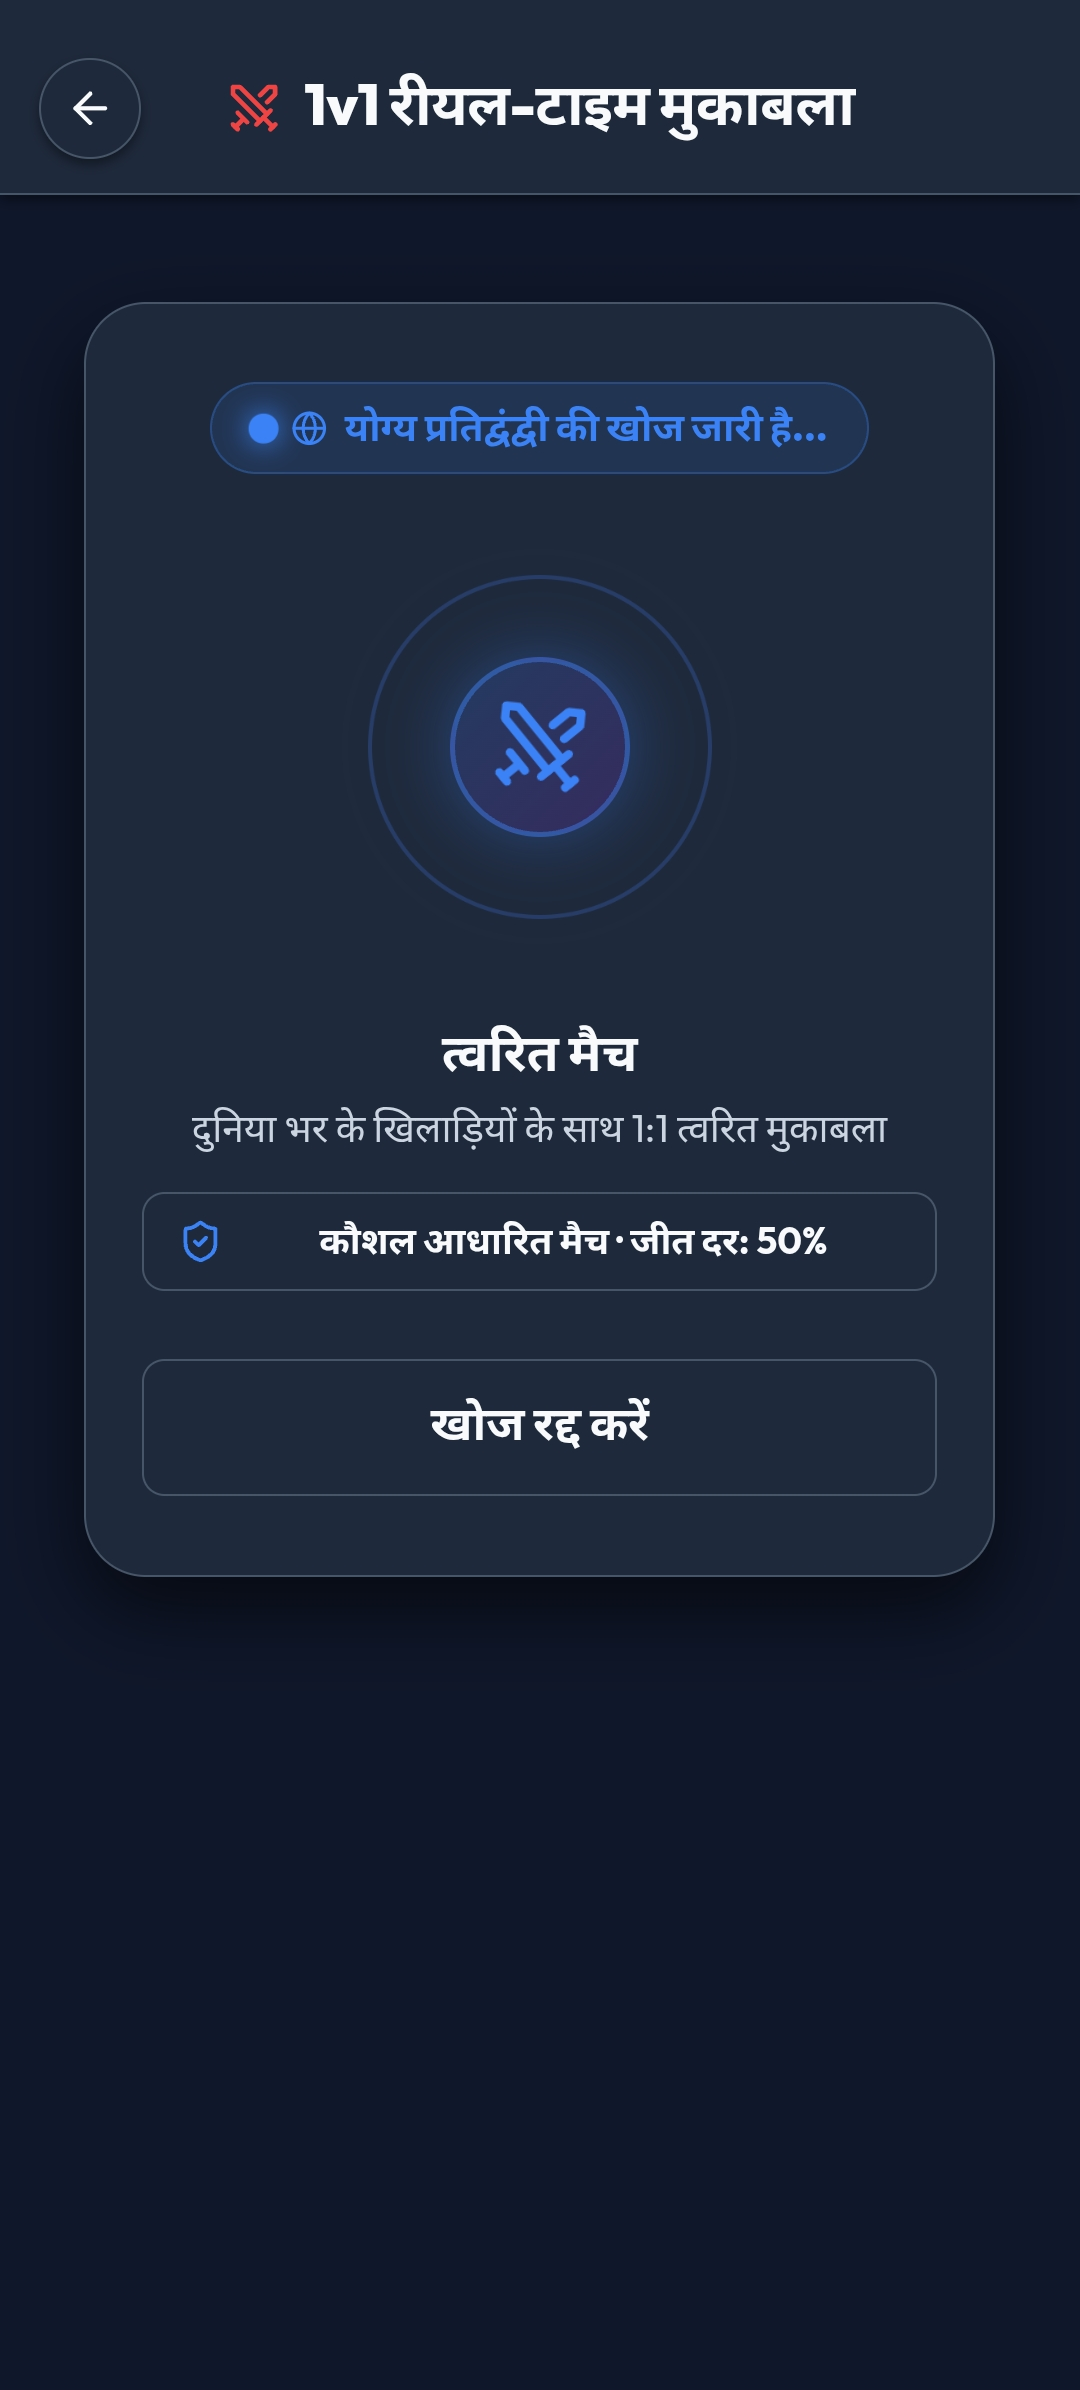 1v1 रीयल-टाइम मुकाबला
योग्य प्रतिद्वंद्वी की खोज जारी है...
त्वरित मैच
दुनिया भर के खिलाड़ियों के साथ 1:1 त्वरित मुकाबला
कौशल आधारित मैच · जीत दर: 50%
खोज रद्द करें